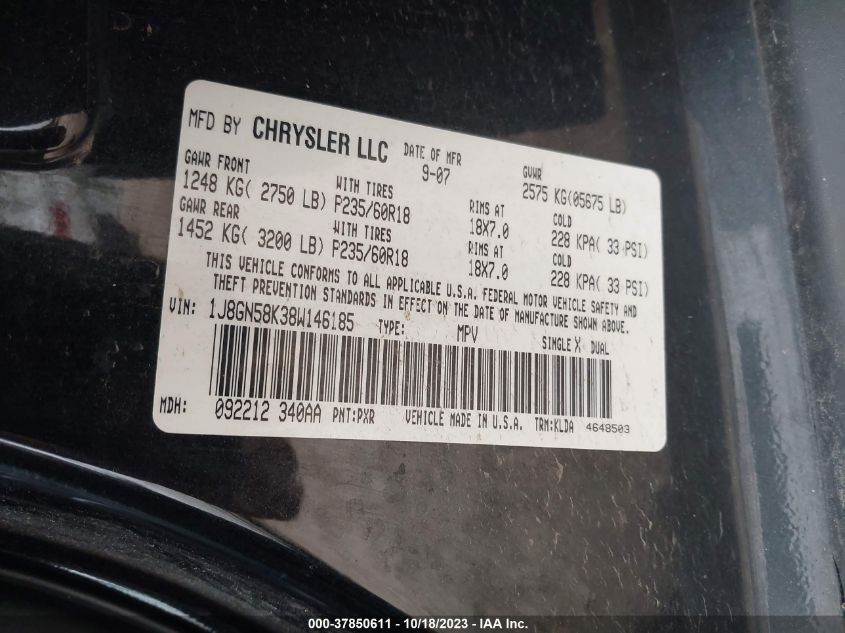 MFD BY CHRYSLER LLC DATE OF MFR 9-07 GVWR 2575 KG(05675 LB)
GAWR FRONT WITH TIRES RIMS AT COLD
1248 KG( 2750 LB) P235/60R18 18X7.0 228 KPA( 33 PSI)
GAWR REAR WITH TIRES RIMS AT COLD
1452 KG( 3200 LB) P235/60R18 18X7.0 228 KPA( 33 PSI)
THIS VEHICLE CONFORMS TO ALL APPLICABLE U.S.A. FEDERAL MOTOR VEHICLE SAFETY AND
THEFT PREVENTION STANDARDS IN EFFECT ON THE DATE OF MANUFACTURE SHOWN ABOVE.
VIN: 1J8GN58K38W146185 TYPE: MPV SINGLE X DUAL
MDH: 092212 340AA PNT:PXR VEHICLE MADE IN U.S.A. TRM:KLDA 4648503
000-37850611 - 10/18/2023 - IAA Inc.